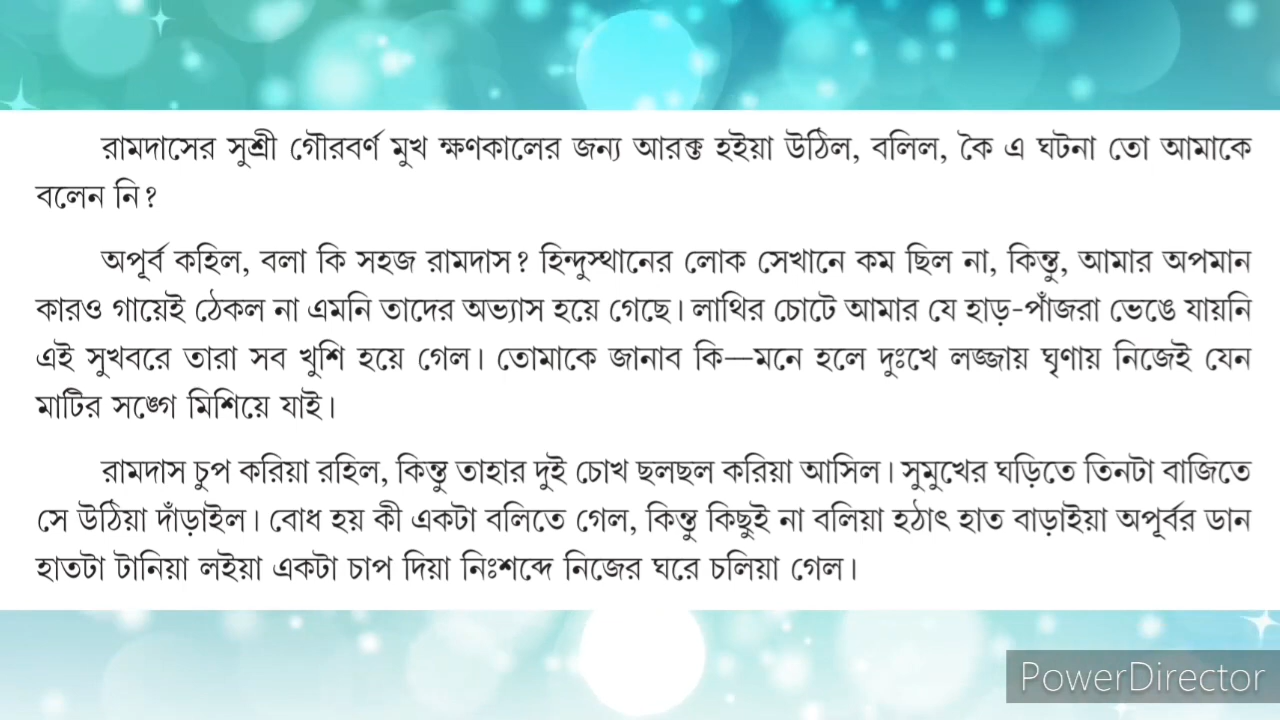 রামদাসের সুশ্রী গৌরবর্ণ মুখ ক্ষণকালের জন্য আরক্ত হইয়া উঠিল, বলিল, কৈ এ ঘটনা তো আমাকে
বলেন নি?
অপূর্ব কহিল, বলা কি সহজ রামদাস? হিন্দুস্থানের লোক সেখানে কম ছিল না, কিন্তু, আমার অপমান
কারও গায়েই ঠেকল না এমনি তাদের অভ্যাস হয়ে গেছে। লাথির চোটে আমার যে হাড়-পাঁজরা ভেঙে যায়নি
এই সুখবরে তারা সব খুশি হয়ে গেল। তোমাকে জানাব কি—মনে হলে দুঃখে লজ্জায় ঘৃণায় নিজেই যেন
মাটির সঙ্গে মিশিয়ে যাই।
রামদাস চুপ করিয়া রহিল, কিন্তু তাহার দুই চোখ ছলছল করিয়া আসিল। সুমুখের ঘড়িতে তিনটা বাজিতে
সে উঠিয়া দাঁড়াইল। বোধ হয় কী একটা বলিতে গেল, কিন্তু কিছুই না বলিয়া হঠাৎ হাত বাড়াইয়া অপূর্বর ডান
হাতটা টানিয়া লইয়া একটা চাপ দিয়া নিঃশব্দে নিজের ঘরে চলিয়া গেল।
PowerDirector